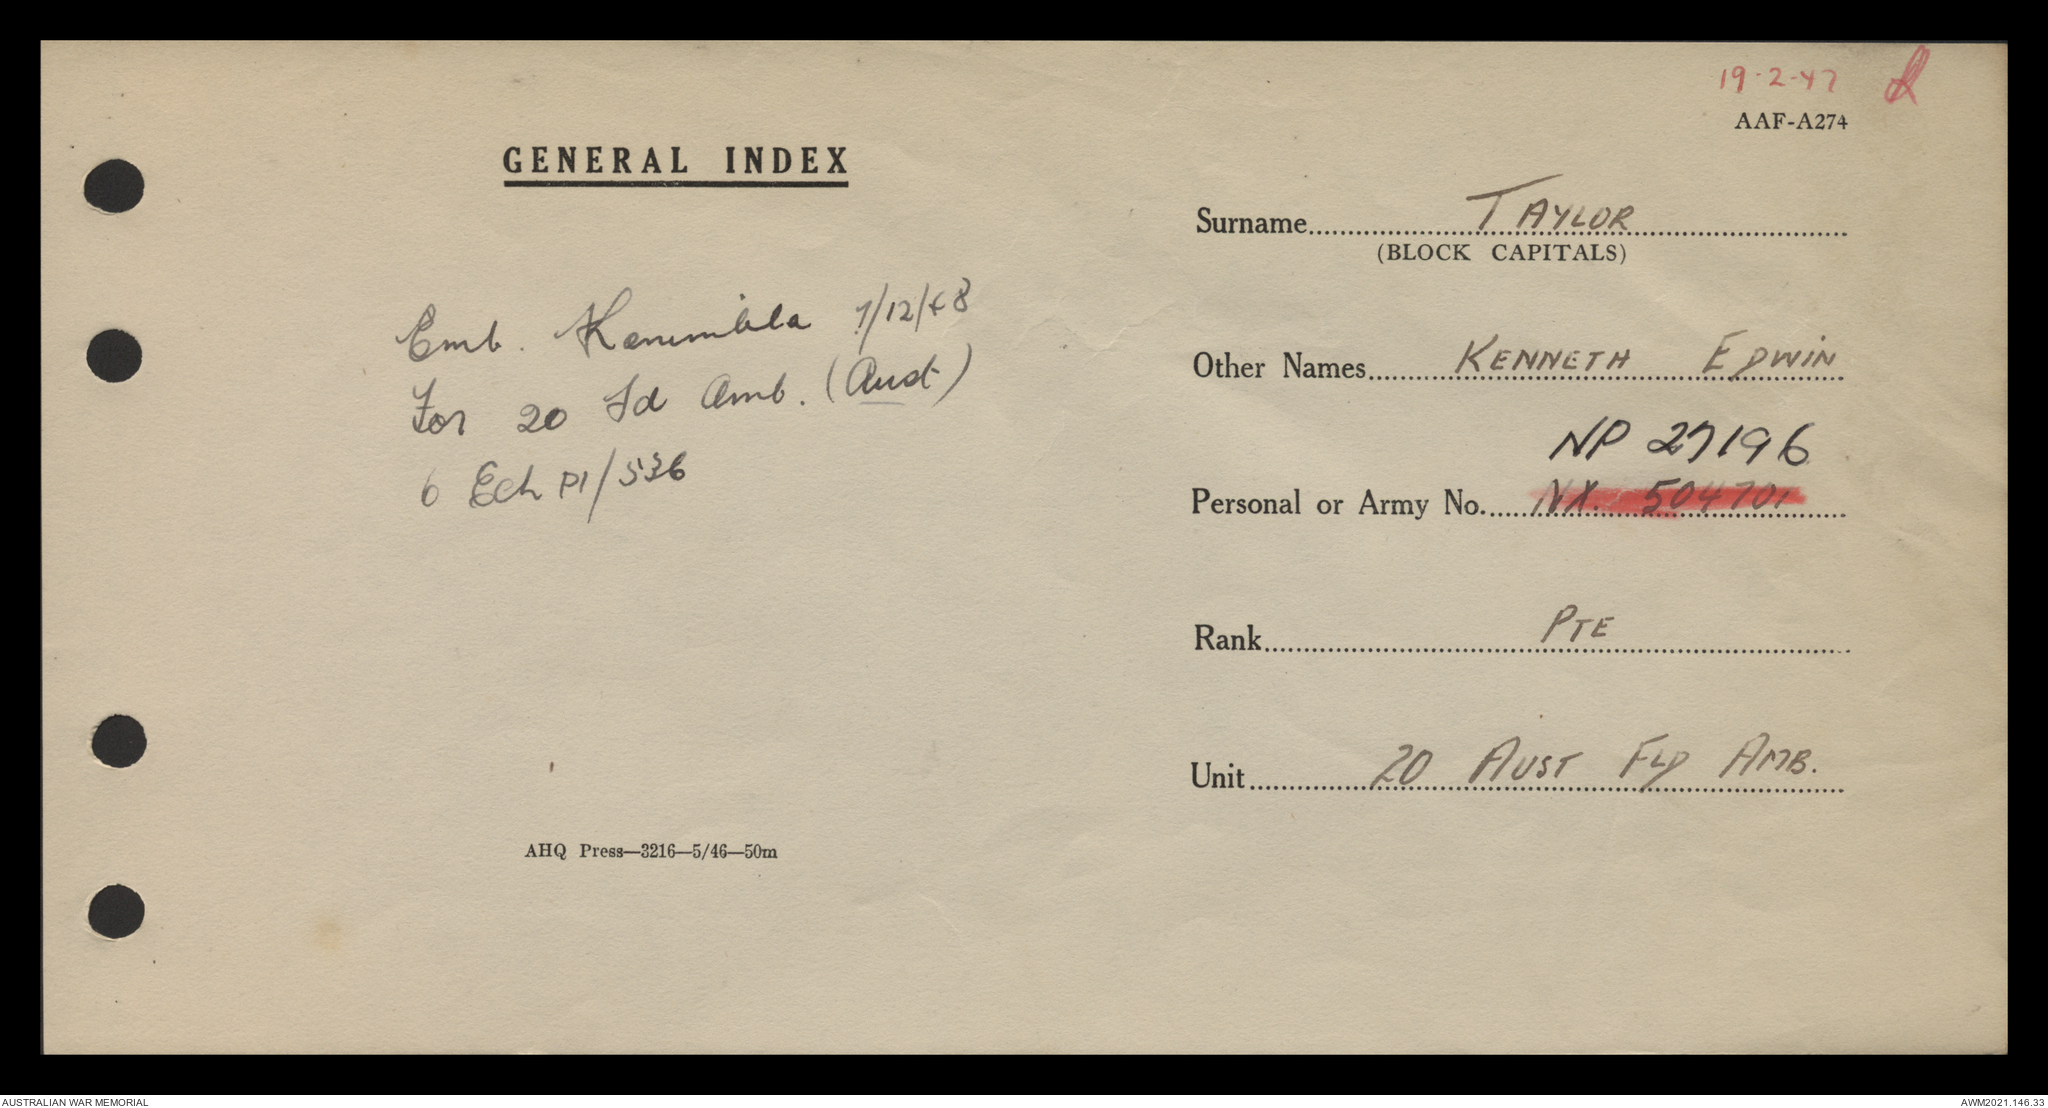 19-2-47
AAF-A274
GENERAL INDEX
Surname TAYLOR
(BLOCK CAPITALS)
Other Names KENNETH EDWIN
NP 27196
Personal or Army No. NX. 504701
Rank PTE
Unit 20 AUST FLD AMB.
Emb. Kanimbla 7/12/48
For 20 Fd Amb. (Aust)
6 Ech P1/536
AHQ Press—3216—5/46—50m
AUSTRALIAN WAR MEMORIAL
AWM2021.146.33